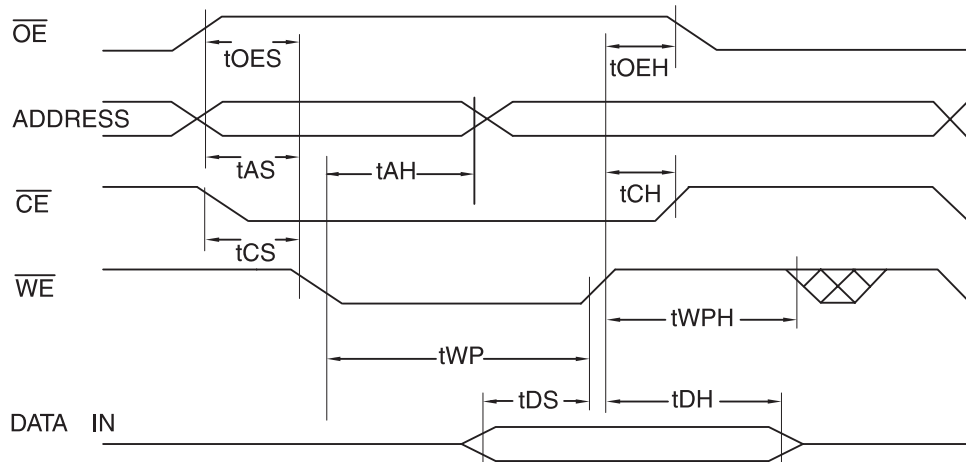 OE
tOES
tOEH
ADDRESS
tAS
tAH
tCH
CE
tCS
WE
tWPH
tWP
tDS
tDH
DATA IN